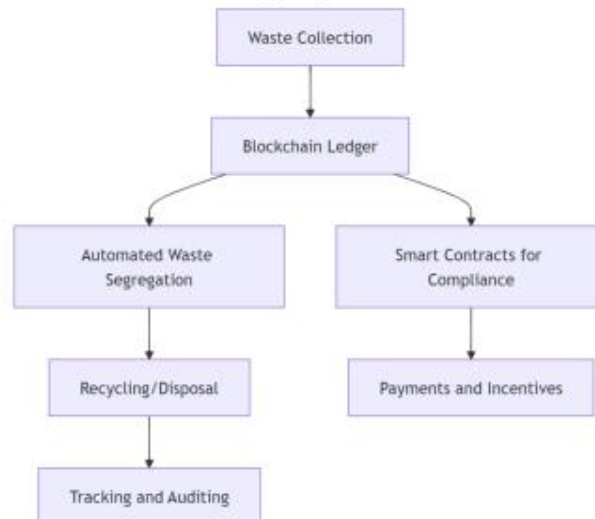 Waste Collection
Blockchain Ledger
Automated Waste
Segregation
Smart Contracts for
Compliance
Recycling/Disposal
Payments and Incentives
Tracking and Auditing